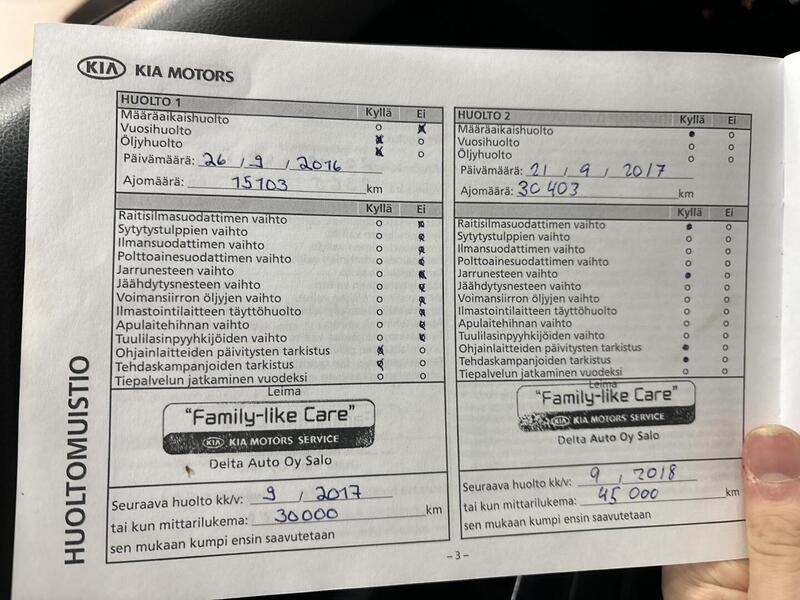 KIA KIA MOTORS
HUOLTOMUISTIO
HUOLTO 1 Kyllä Ei
Määräaikaishuolto
Vuosihuolto
Öljyhuolto
Päivämäärä: 26 / 9 / 2016
Ajomäärä: 15103 km
Kyllä Ei
Raitisilmasuodattimen vaihto
Sytytystulppien vaihto
Ilmansuodattimen vaihto
Polttoainesuodattimen vaihto
Jarrunesteen vaihto
Jäähdytysnesteen vaihto
Voimansiirron öljyjen vaihto
Ilmastointilaitteen täyttöhuolto
Apulaitehihnan vaihto
Tuulilasinpyyhkijöiden vaihto
Ohjainlaitteiden päivitysten tarkistus
Tehdaskampanjoiden tarkistus
Tiepalvelun jatkaminen vuodeksi
Leima
"Family-like Care"
KIA KIA MOTORS SERVICE
Delta Auto Oy Salo
Seuraava huolto kk/v: 9 / 2017
tai kun mittarilukema: 30000 km
sen mukaan kumpi ensin saavutetaan
HUOLTO 2 Kyllä Ei
Määräaikaishuolto
Vuosihuolto
Öljyhuolto
Päivämäärä: 21 / 9 / 2017
Ajomäärä: 30 403 km
Kyllä Ei
Raitisilmasuodattimen vaihto
Sytytystulppien vaihto
Ilmansuodattimen vaihto
Polttoainesuodattimen vaihto
Jarrunesteen vaihto
Jäähdytysnesteen vaihto
Voimansiirron öljyjen vaihto
Ilmastointilaitteen täyttöhuolto
Apulaitehihnan vaihto
Tuulilasinpyyhkijöiden vaihto
Ohjainlaitteiden päivitysten tarkistus
Tehdaskampanjoiden tarkistus
Tiepalvelun jatkaminen vuodeksi
Leima
"Family-like Care"
KIA KIA MOTORS SERVICE
Delta Auto Oy Salo
Seuraava huolto kk/v: 9 / 2018
tai kun mittarilukema: 45 000 km
sen mukaan kumpi ensin saavutetaan
– 3 –